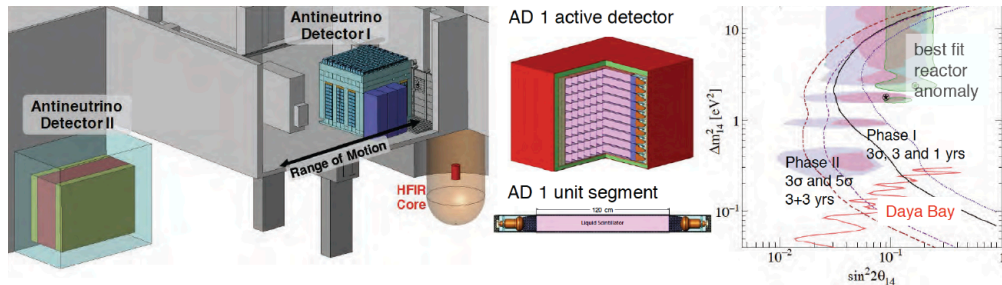 Antineutrino
Detector I
Antineutrino
Detector II
Range of Motion
HFIR
Core
AD 1 active detector
AD 1 unit segment
120 cm
Liquid Scintillator
Δm²₁₄ [eV²]
10
1
10⁻¹
best fit
reactor
anomaly
Phase I
3σ, 3 and 1 yrs
Phase II
3σ and 5σ
3+3 yrs
Daya Bay
10⁻²
10⁻¹
1
sin²2θ₁₄